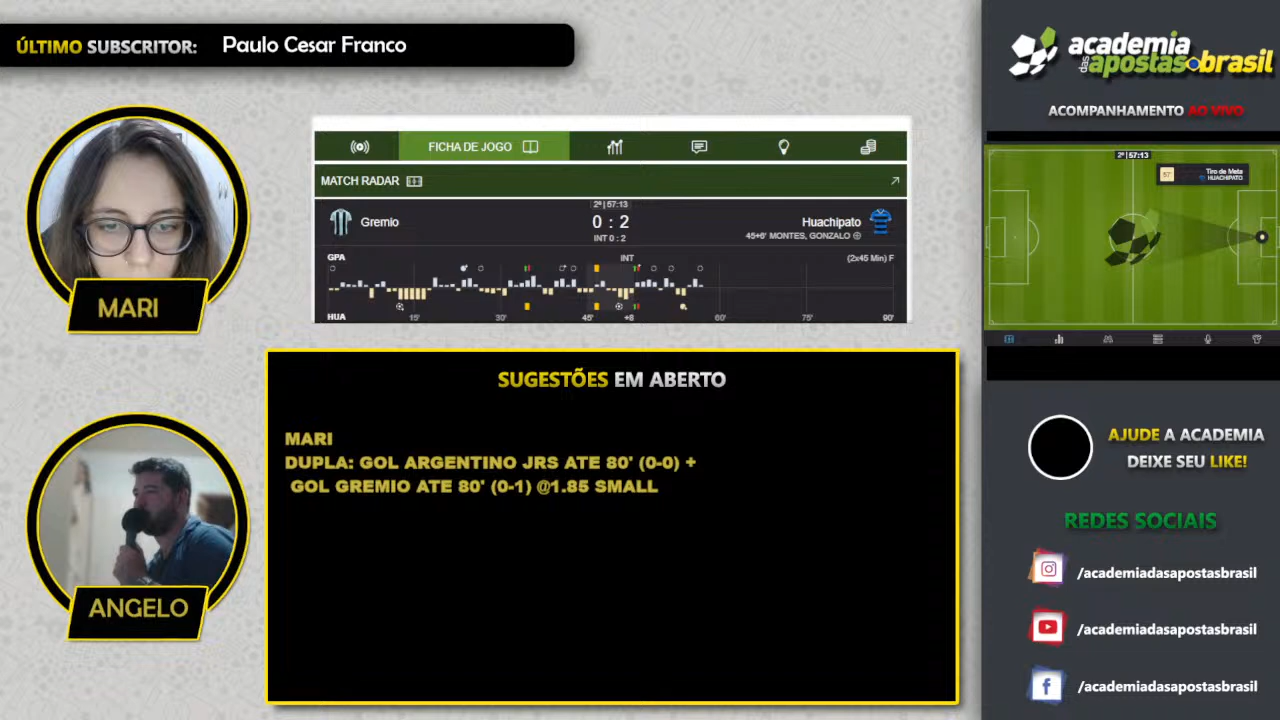 ÚLTIMO SUBSCRITOR: Paulo Cesar Franco
MARI
ANGELO
FICHA DE JOGO
MATCH RADAR
2ª | 57:13
Gremio
0 : 2
Huachipato
INT 0 : 2
45+6' MONTES, GONZALO
GPA
INT
(2x45 Min) F
HUA
15'
30'
45'
+8
60'
75'
90'
SUGESTÕES EM ABERTO
MARI
DUPLA: GOL ARGENTINO JRS ATE 80' (0-0) +
GOL GREMIO ATE 80' (0-1) @1.85 SMALL
academia
das apostas brasil
ACOMPANHAMENTO AO VIVO
2ª | 57:13
57'
Tiro de Meta
HUACHIPATO
AJUDE A ACADEMIA
DEIXE SEU LIKE!
REDES SOCIAIS
/academiadasapostasbrasil
/academiadasapostasbrasil
/academiadasapostasbrasil